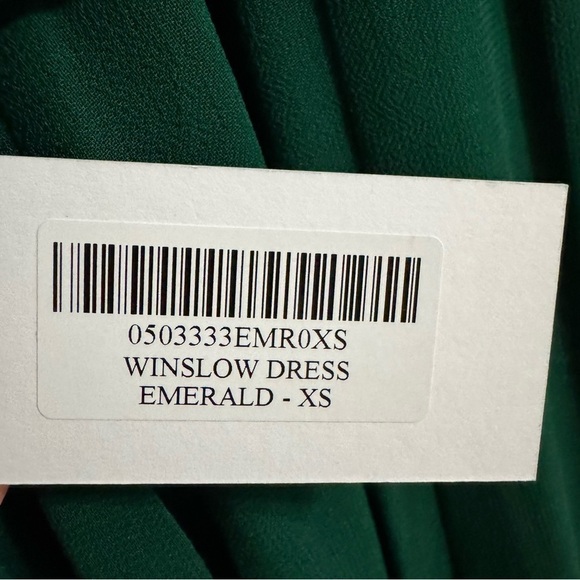 0503333EMR0XS
WINSLOW DRESS
EMERALD - XS